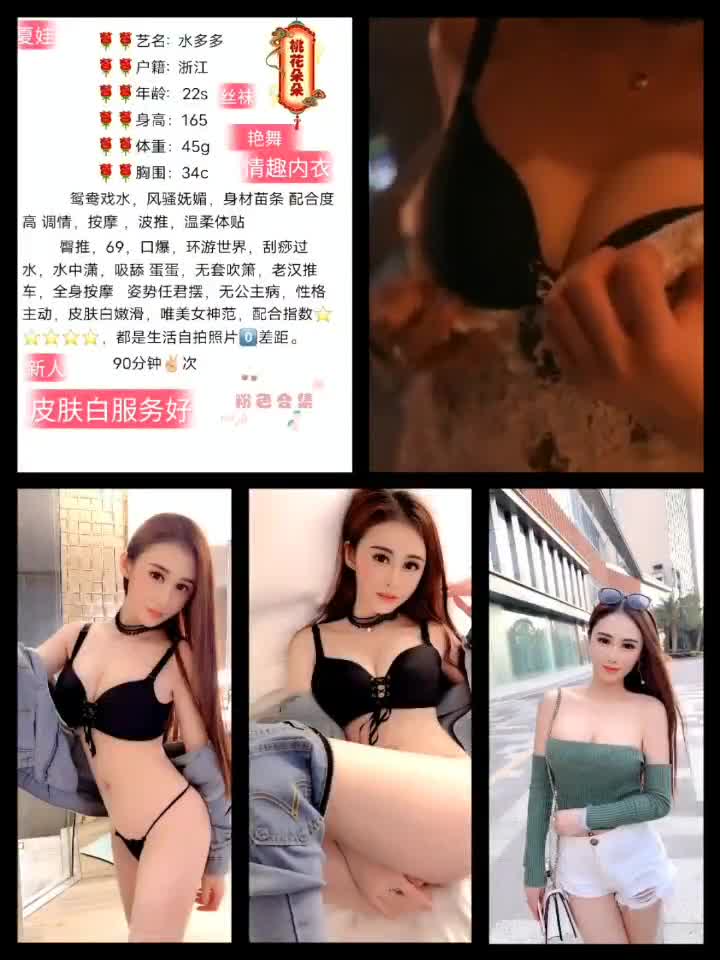 夏娃
艺名：水多多
户籍：浙江
年龄：22s
丝袜
桃花朵朵
身高：165
艳舞
体重：45g
情趣内衣
胸围：34c
鸳鸯戏水，风骚妩媚，身材苗条 配合度
高 调情，按摩 ，波推，温柔体贴
臀推，69，口爆，环游世界，刮痧过
水，水中潇，吸舔 蛋蛋，无套吹箫，老汉推
车，全身按摩 姿势任君摆，无公主病，性格
主动，皮肤白嫩滑，唯美女神范，配合指数⭐
⭐⭐⭐⭐，都是生活自拍照片0️⃣差距。
新人
90分钟✌🏻次
皮肤白服务好
粉色合集